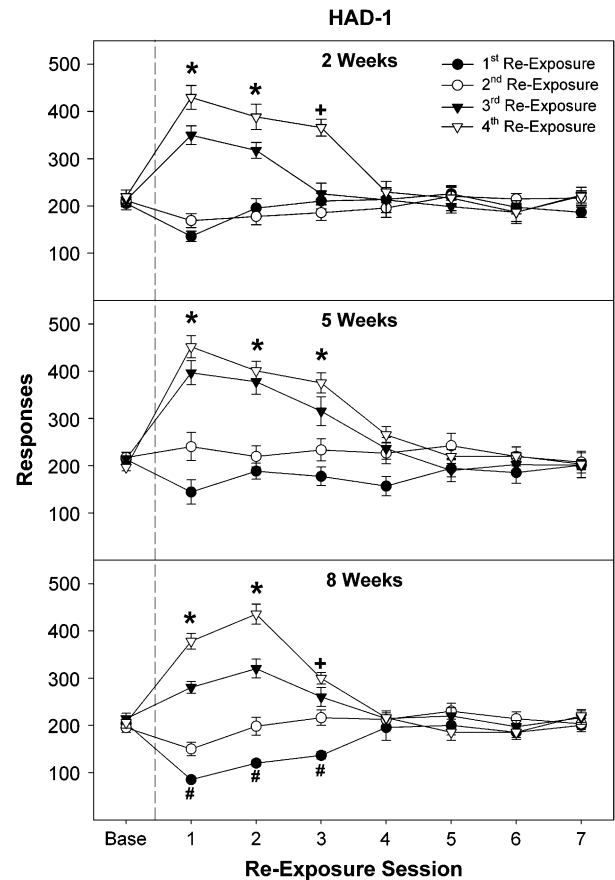 HAD-1
2 Weeks
1st Re-Exposure
2nd Re-Exposure
3rd Re-Exposure
4th Re-Exposure
500
400
300
200
100
*
*
+
5 Weeks
500
400
300
200
100
*
*
*
Responses
8 Weeks
500
400
300
200
100
*
*
+
#
#
#
Base 1 2 3 4 5 6 7
Re-Exposure Session